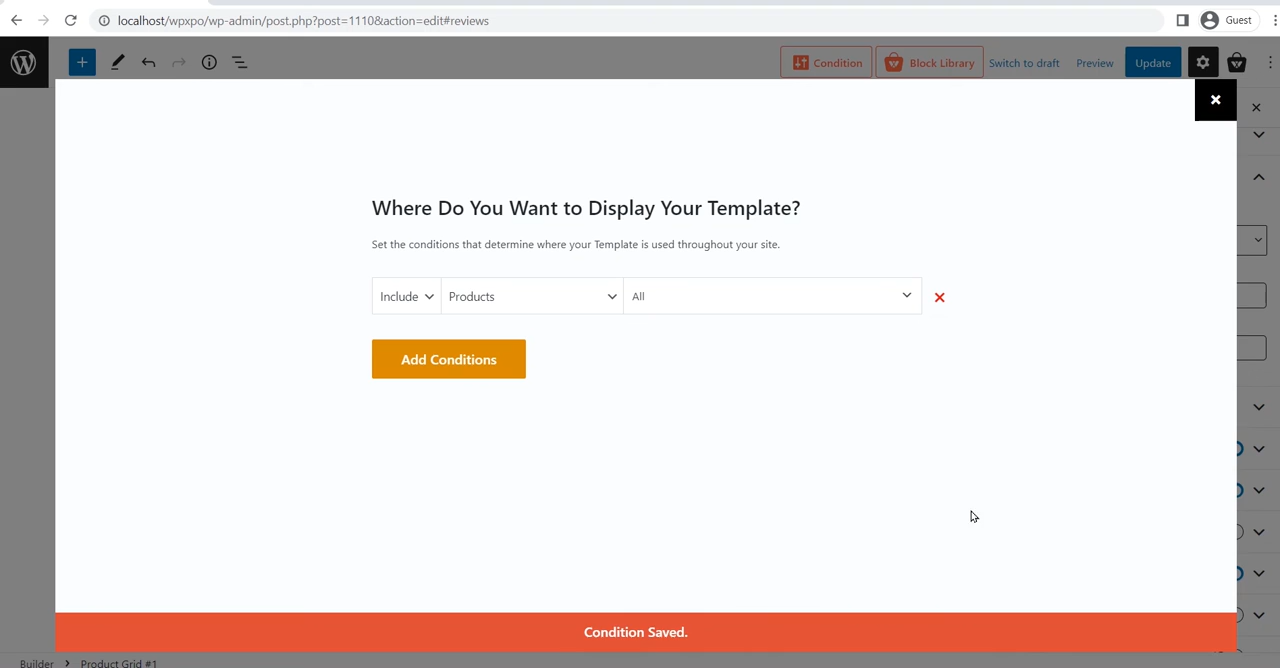 localhost/wpxpo/wp-admin/post.php?post=1110&action=edit#reviews
Guest
Condition
Block Library
Switch to draft
Preview
Update
Where Do You Want to Display Your Template?
Set the conditions that determine where your Template is used throughout your site.
Include
Products
All
Add Conditions
Condition Saved.
Builder
Product Grid #1